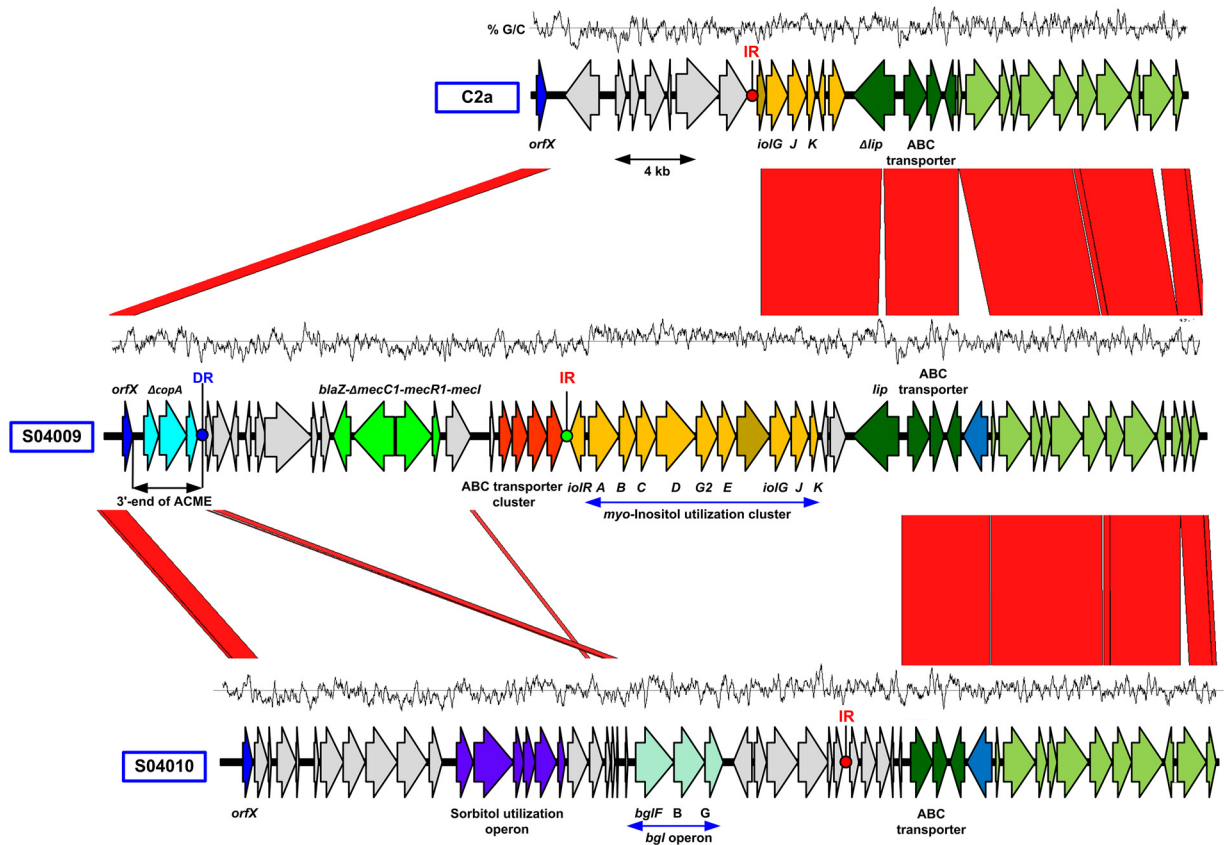 % G/C
IR
C2a
orfX
iolG J K
Δlip
ABC
transporter
4 kb
orfX
ΔcopA
DR
blaZ-ΔmecC1-mecR1-mecI
IR
lip
ABC
transporter
S04009
3'-end of ACME
ABC transporter
cluster
iolR A B C D G2 E iolG J K
myo-Inositol utilization cluster
IR
S04010
orfX
Sorbitol utilization
operon
bglF B G
bgl operon
ABC
transporter